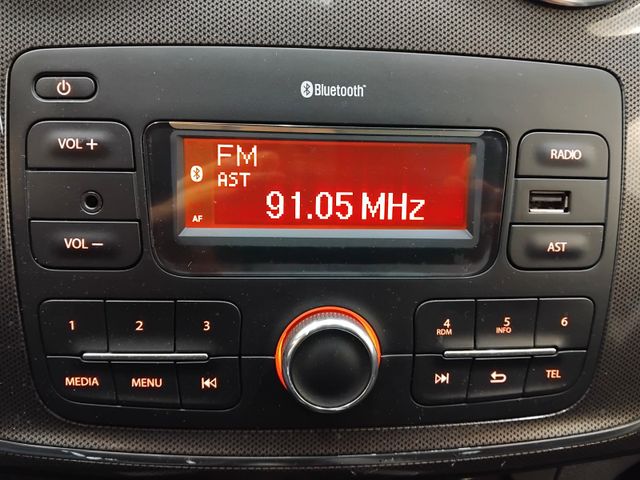 Bluetooth
VOL +
RADIO
FM
AST
AF
91.05 MHz
VOL –
AST
1
2
3
4
RDM
5
INFO
6
MEDIA
MENU
TEL